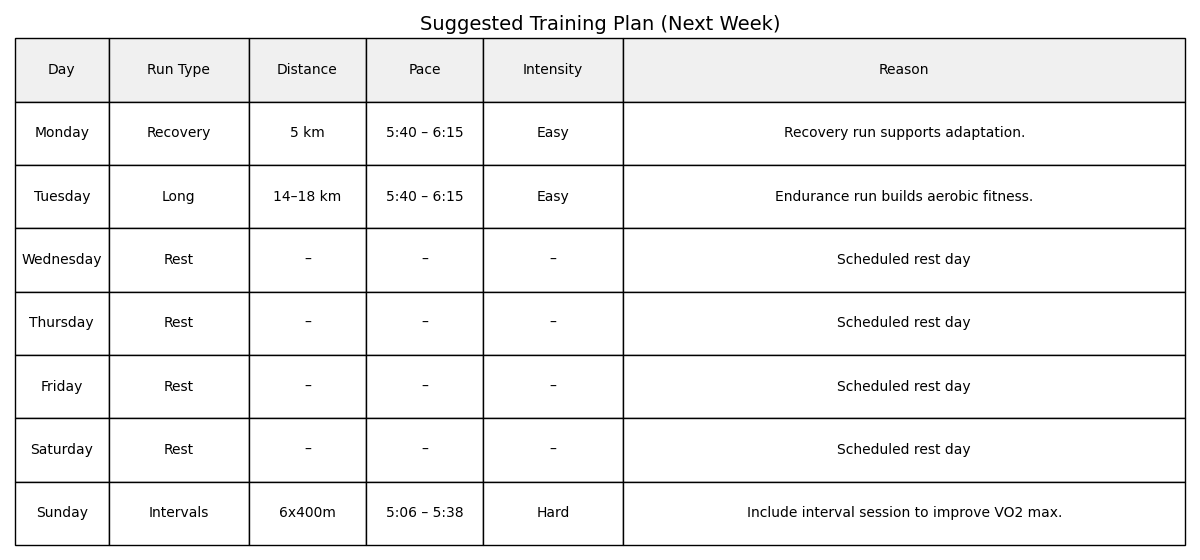 Suggested Training Plan (Next Week)
Day Run Type Distance Pace Intensity Reason
Monday Recovery 5 km 5:40 – 6:15 Easy Recovery run supports adaptation.
Tuesday Long 14–18 km 5:40 – 6:15 Easy Endurance run builds aerobic fitness.
Wednesday Rest – – – Scheduled rest day
Thursday Rest – – – Scheduled rest day
Friday Rest – – – Scheduled rest day
Saturday Rest – – – Scheduled rest day
Sunday Intervals 6x400m 5:06 – 5:38 Hard Include interval session to improve VO2 max.